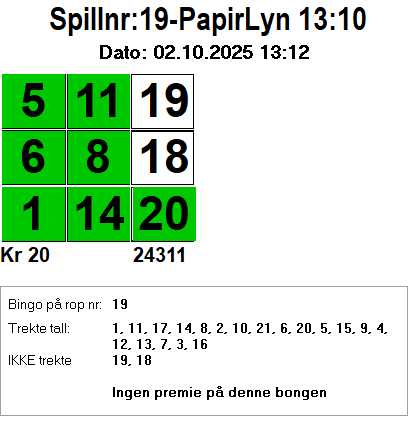 Spillnr:19-PapirLyn 13:10
Dato: 02.10.2025 13:12
5 11 19
6 8 18
1 14 20
Kr 20 24311
Bingo på rop nr: 19
Trekte tall: 1, 11, 17, 14, 8, 2, 10, 21, 6, 20, 5, 15, 9, 4,
12, 13, 7, 3, 16
IKKE trekte 19, 18
Ingen premie på denne bongen